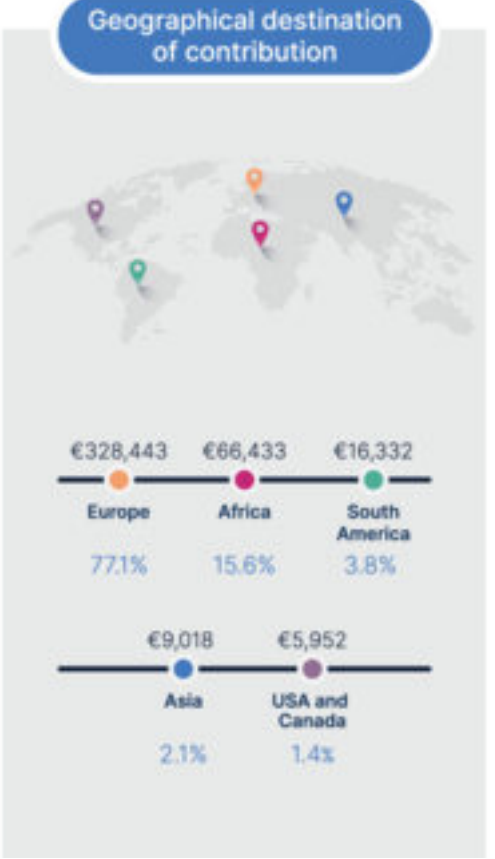 Geographical destination
of contribution
€328,443 €66,433 €16,332
Europe Africa South
America
77.1% 15.6% 3.8%
€9,018 €5,952
Asia USA and
Canada
2.1% 1.4%